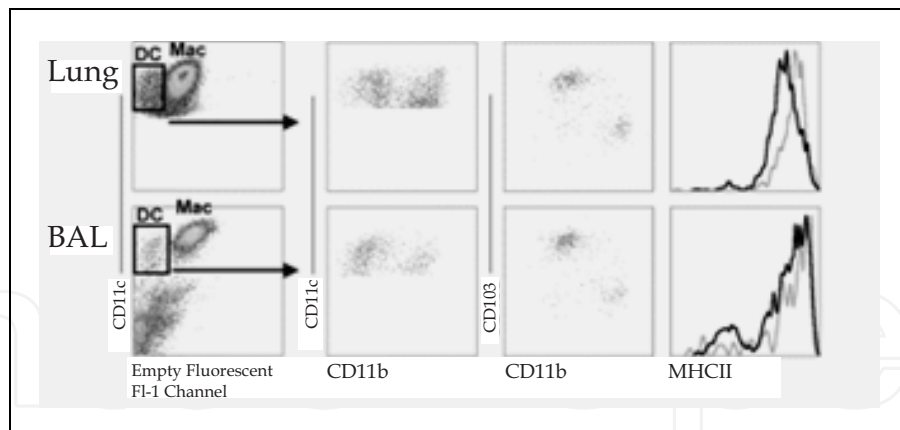 DC Mac
Lung
CD11c
CD11c
CD103
DC Mac
BAL
Empty Fluorescent
Fl-1 Channel
CD11b
CD11b
MHCII